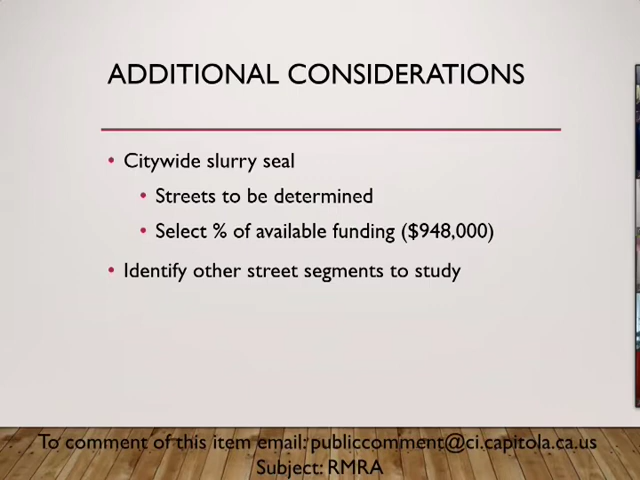 ADDITIONAL CONSIDERATIONS
• Citywide slurry seal
• Streets to be determined
• Select % of available funding ($948,000)
• Identify other street segments to study
To comment of this item email: publiccomment@ci.capitola.ca.us
Subject: RMRA